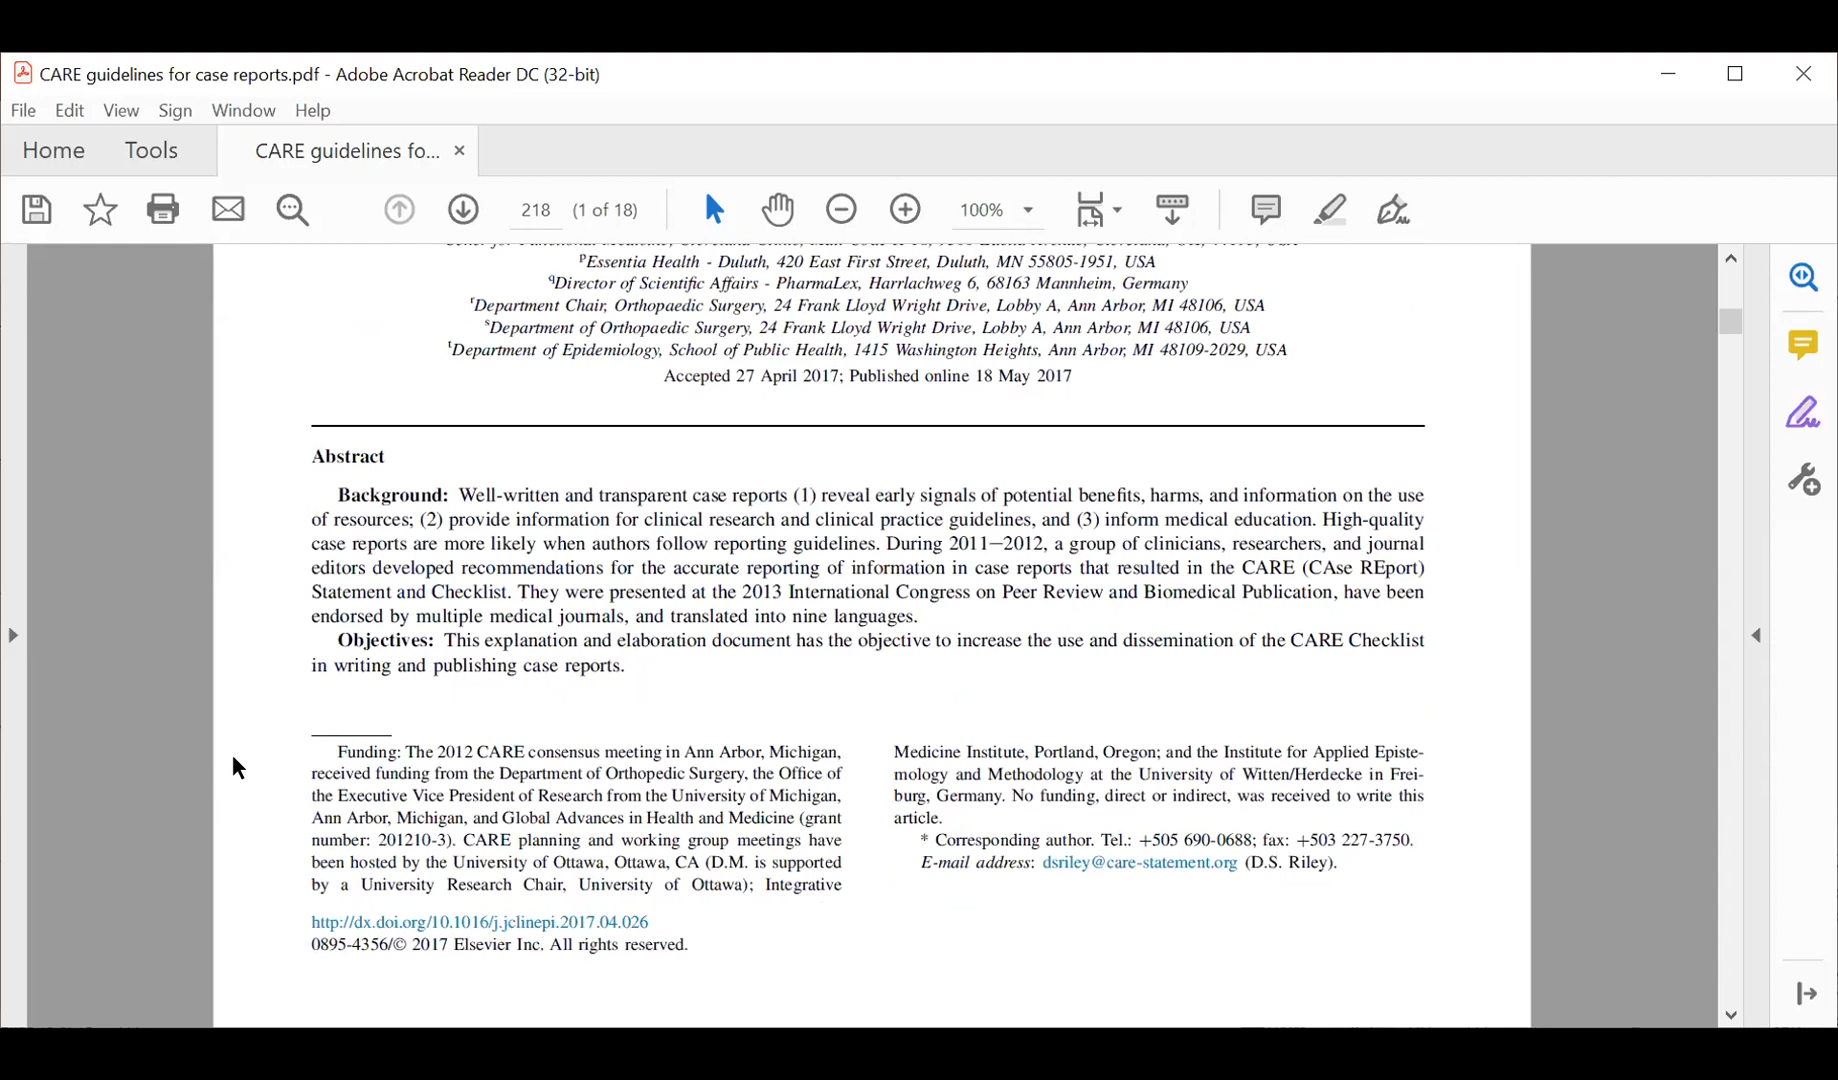 CARE guidelines for case reports.pdf - Adobe Acrobat Reader DC (32-bit)
File Edit View Sign Window Help
Home Tools CARE guidelines fo...
218 (1 of 18) 100%
ᵖEssentia Health - Duluth, 420 East First Street, Duluth, MN 55805-1951, USA
qDirector of Scientific Affairs - PharmaLex, Harrlachweg 6, 68163 Mannheim, Germany
ʳDepartment Chair, Orthopaedic Surgery, 24 Frank Lloyd Wright Drive, Lobby A, Ann Arbor, MI 48106, USA
ˢDepartment of Orthopaedic Surgery, 24 Frank Lloyd Wright Drive, Lobby A, Ann Arbor, MI 48106, USA
ᵗDepartment of Epidemiology, School of Public Health, 1415 Washington Heights, Ann Arbor, MI 48109-2029, USA
Accepted 27 April 2017; Published online 18 May 2017
Abstract
Background: Well-written and transparent case reports (1) reveal early signals of potential benefits, harms, and information on the use
of resources; (2) provide information for clinical research and clinical practice guidelines, and (3) inform medical education. High-quality
case reports are more likely when authors follow reporting guidelines. During 2011–2012, a group of clinicians, researchers, and journal
editors developed recommendations for the accurate reporting of information in case reports that resulted in the CARE (CAse REport)
Statement and Checklist. They were presented at the 2013 International Congress on Peer Review and Biomedical Publication, have been
endorsed by multiple medical journals, and translated into nine languages.
Objectives: This explanation and elaboration document has the objective to increase the use and dissemination of the CARE Checklist
in writing and publishing case reports.
Funding: The 2012 CARE consensus meeting in Ann Arbor, Michigan,
received funding from the Department of Orthopedic Surgery, the Office of
the Executive Vice President of Research from the University of Michigan,
Ann Arbor, Michigan, and Global Advances in Health and Medicine (grant
number: 201210-3). CARE planning and working group meetings have
been hosted by the University of Ottawa, Ottawa, CA (D.M. is supported
by a University Research Chair, University of Ottawa); Integrative
Medicine Institute, Portland, Oregon; and the Institute for Applied Episte-
mology and Methodology at the University of Witten/Herdecke in Frei-
burg, Germany. No funding, direct or indirect, was received to write this
article.
* Corresponding author. Tel.: +505 690-0688; fax: +503 227-3750.
E-mail address: dsriley@care-statement.org (D.S. Riley).
http://dx.doi.org/10.1016/j.jclinepi.2017.04.026
0895-4356/© 2017 Elsevier Inc. All rights reserved.